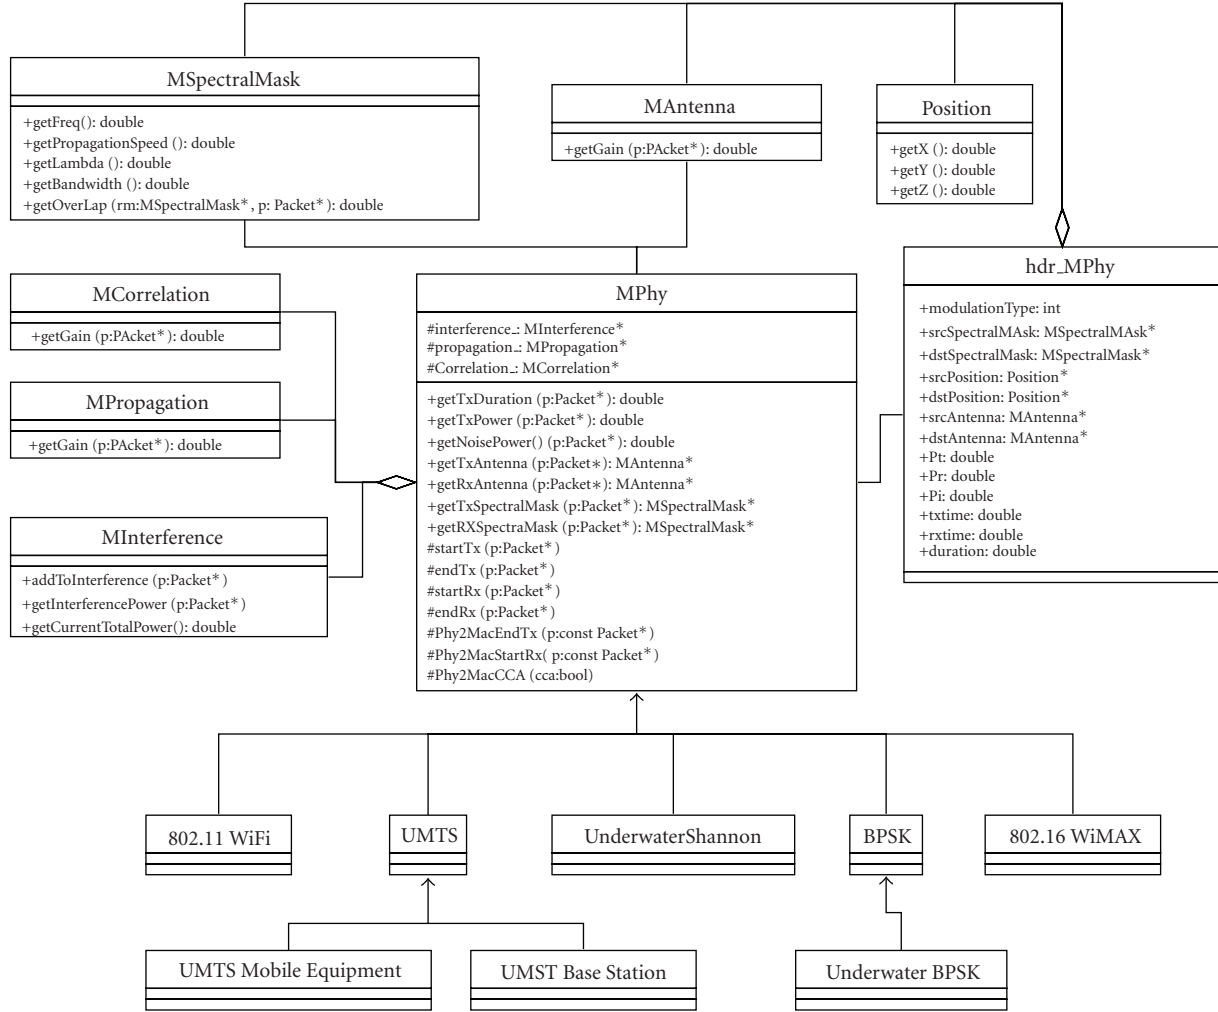 MSpectralMask
+getFreq(): double
+getPropagationSpeed (): double
+getLambda (): double
+getBandwidth (): double
+getOverLap (rm:MSpectralMask*, p: Packet*): double
MAntenna
+getGain (p:PAcket*): double
Position
+getX (): double
+getY (): double
+getZ (): double
MCorrelation
+getGain (p:PAcket*): double
MPropagation
+getGain (p:PAcket*): double
MInterference
+addToInterference (p:Packet*)
+getInterferencePower (p:Packet*)
+getCurrentTotalPower(): double
MPhy
#interference_: MInterference*
#propagation_: MPropagation*
#Correlation_: MCorrelation*
+getTxDuration (p:Packet*): double
+getTxPower (p:Packet*): double
+getNoisePower() (p:Packet*): double
+getTxAntenna (p:Packet*): MAntenna*
+getRxAntenna (p:Packet*): MAntenna*
+getTxSpectralMask (p:Packet*): MSpectralMask*
+getRXSpectraMask (p:Packet*): MSpectralMask*
#startTx (p:Packet*)
#endTx (p:Packet*)
#startRx (p:Packet*)
#endRx (p:Packet*)
#Phy2MacEndTx (p:const Packet*)
#Phy2MacStartRx( p:const Packet*)
#Phy2MacCCA (cca:bool)
hdr_MPhy
+modulationType: int
+srcSpectralMAsk: MSpectralMAsk*
+dstSpectralMask: MSpectralMask*
+srcPosition: Position*
+dstPosition: Position*
+srcAntenna: MAntenna*
+dstAntenna: MAntenna*
+Pt: double
+Pr: double
+Pi: double
+txtime: double
+rxtime: double
+duration: double
802.11 WiFi
UMTS
UnderwaterShannon
BPSK
802.16 WiMAX
UMTS Mobile Equipment
UMST Base Station
Underwater BPSK